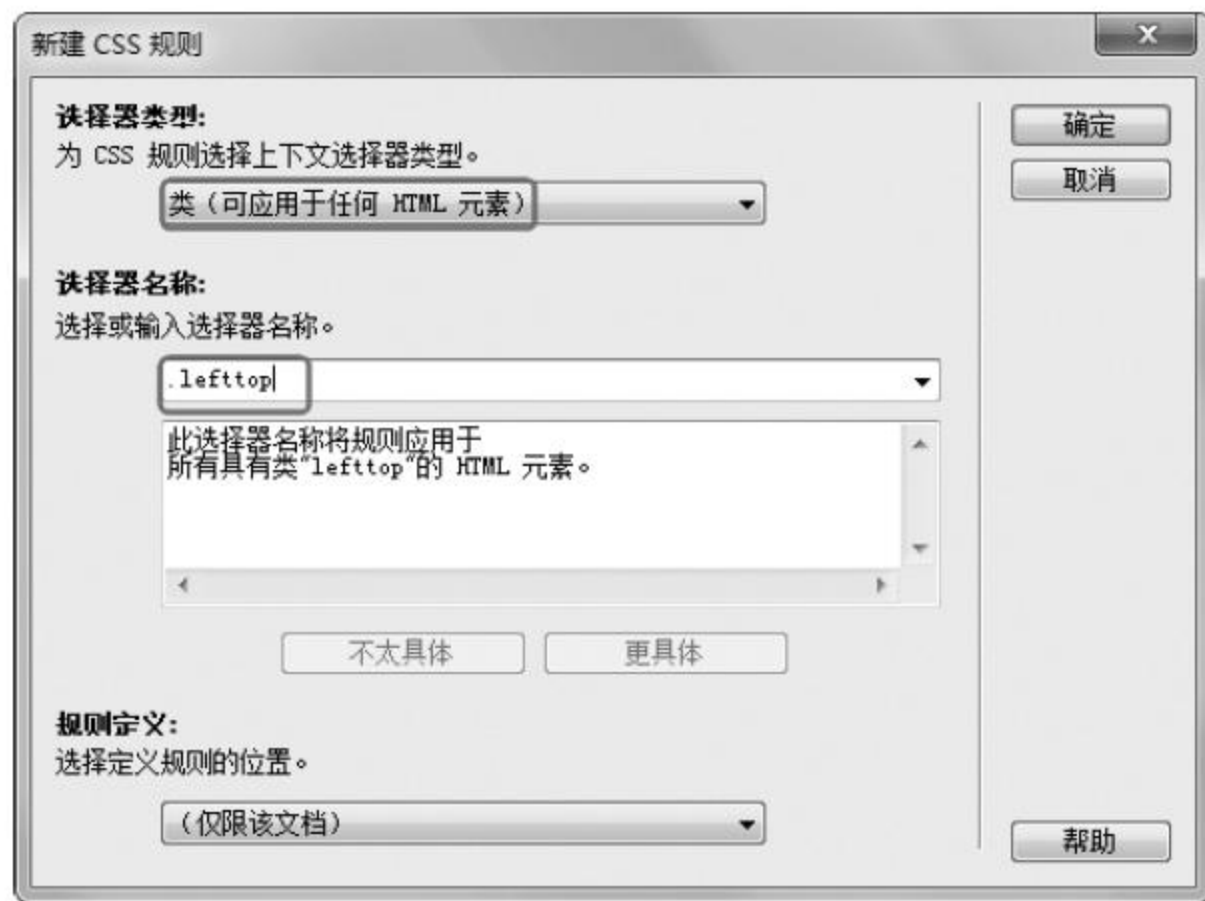 新建 CSS 规则
选择器类型:
为 CSS 规则选择上下文选择器类型。
类（可应用于任何 HTML 元素）
选择器名称:
选择或输入选择器名称。
.lefttop
此选择器名称将规则应用于
所有具有类"lefttop"的 HTML 元素。
不太具体
更具体
规则定义:
选择定义规则的位置。
（仅限该文档）
确定
取消
帮助